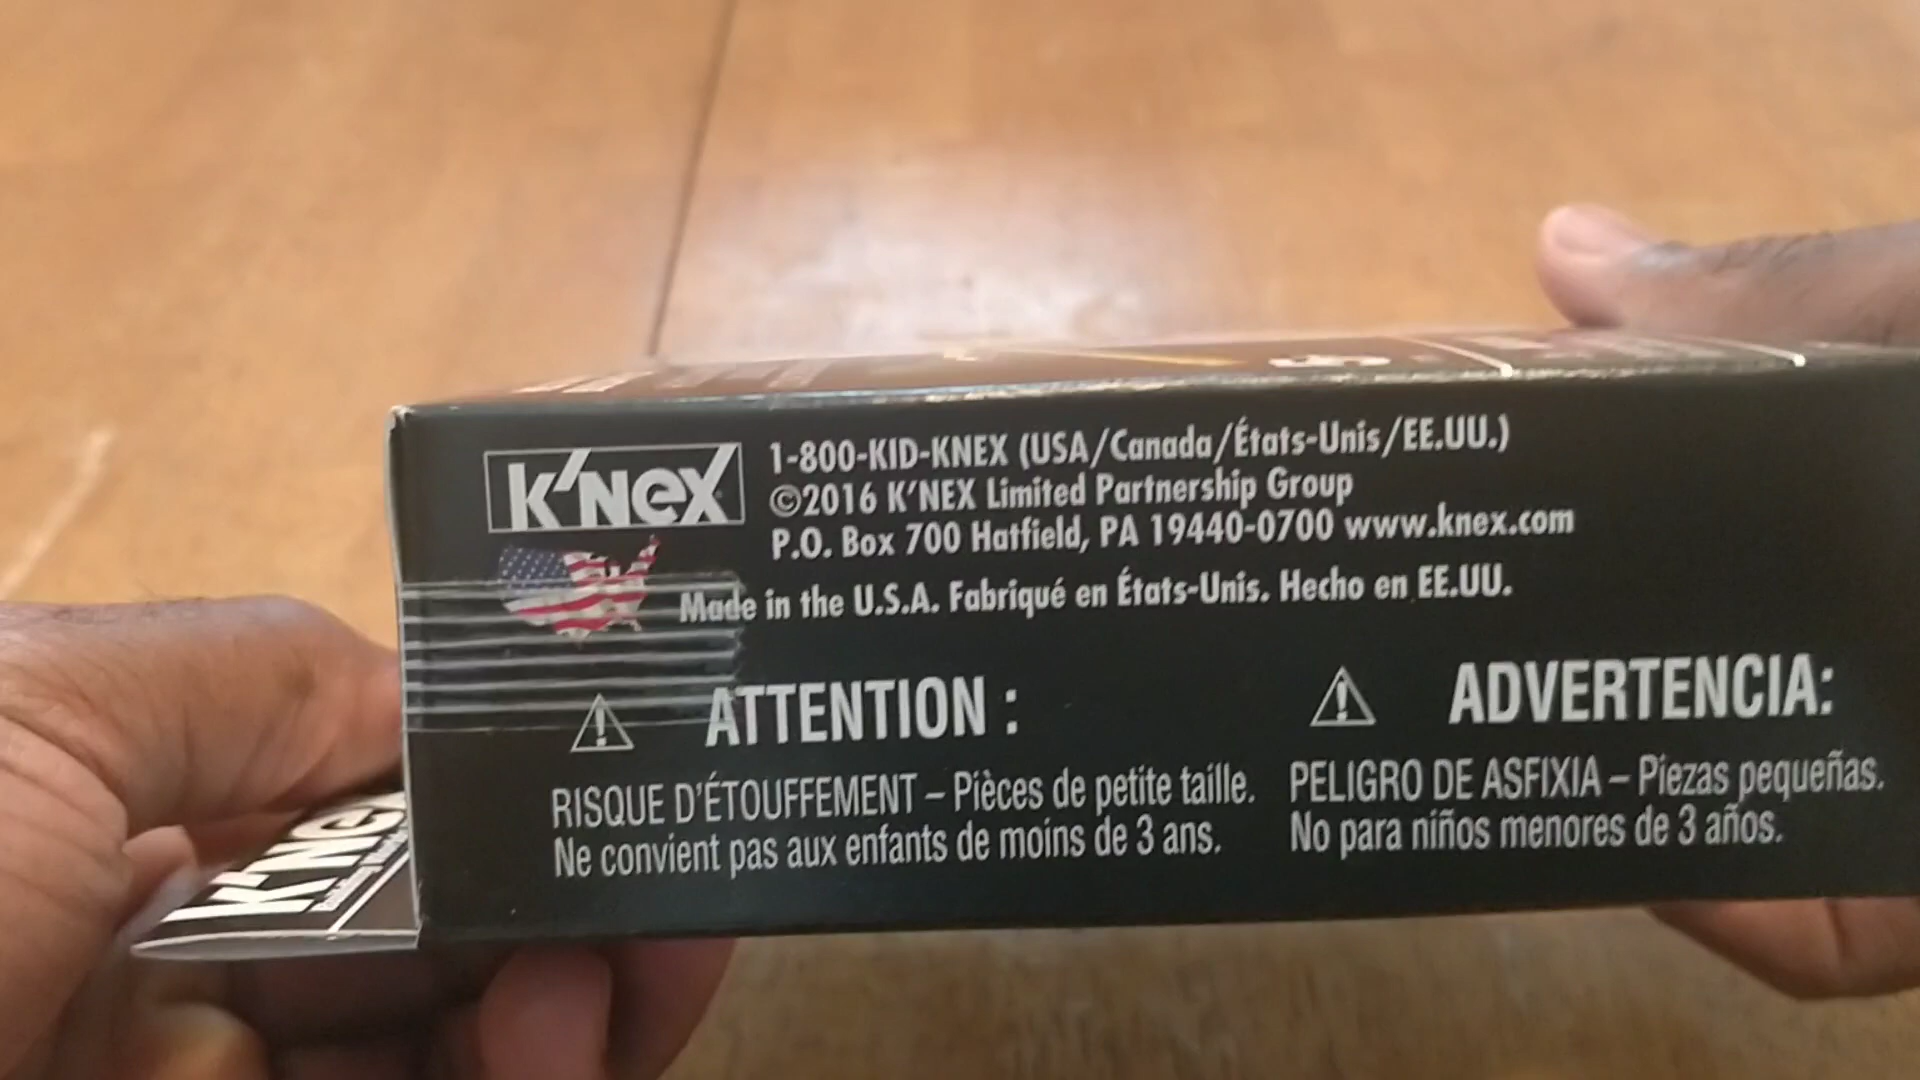 K'NEX
1-800-KID-KNEX (USA/Canada/États-Unis/EE.UU.)
©2016 K'NEX Limited Partnership Group
P.O. Box 700 Hatfield, PA 19440-0700 www.knex.com
Made in the U.S.A. Fabriqué en États-Unis. Hecho en EE.UU.
ATTENTION :
RISQUE D'ÉTOUFFEMENT – Pièces de petite taille.
Ne convient pas aux enfants de moins de 3 ans.
ADVERTENCIA:
PELIGRO DE ASFIXIA – Piezas pequeñas.
No para niños menores de 3 años.
K'NEX